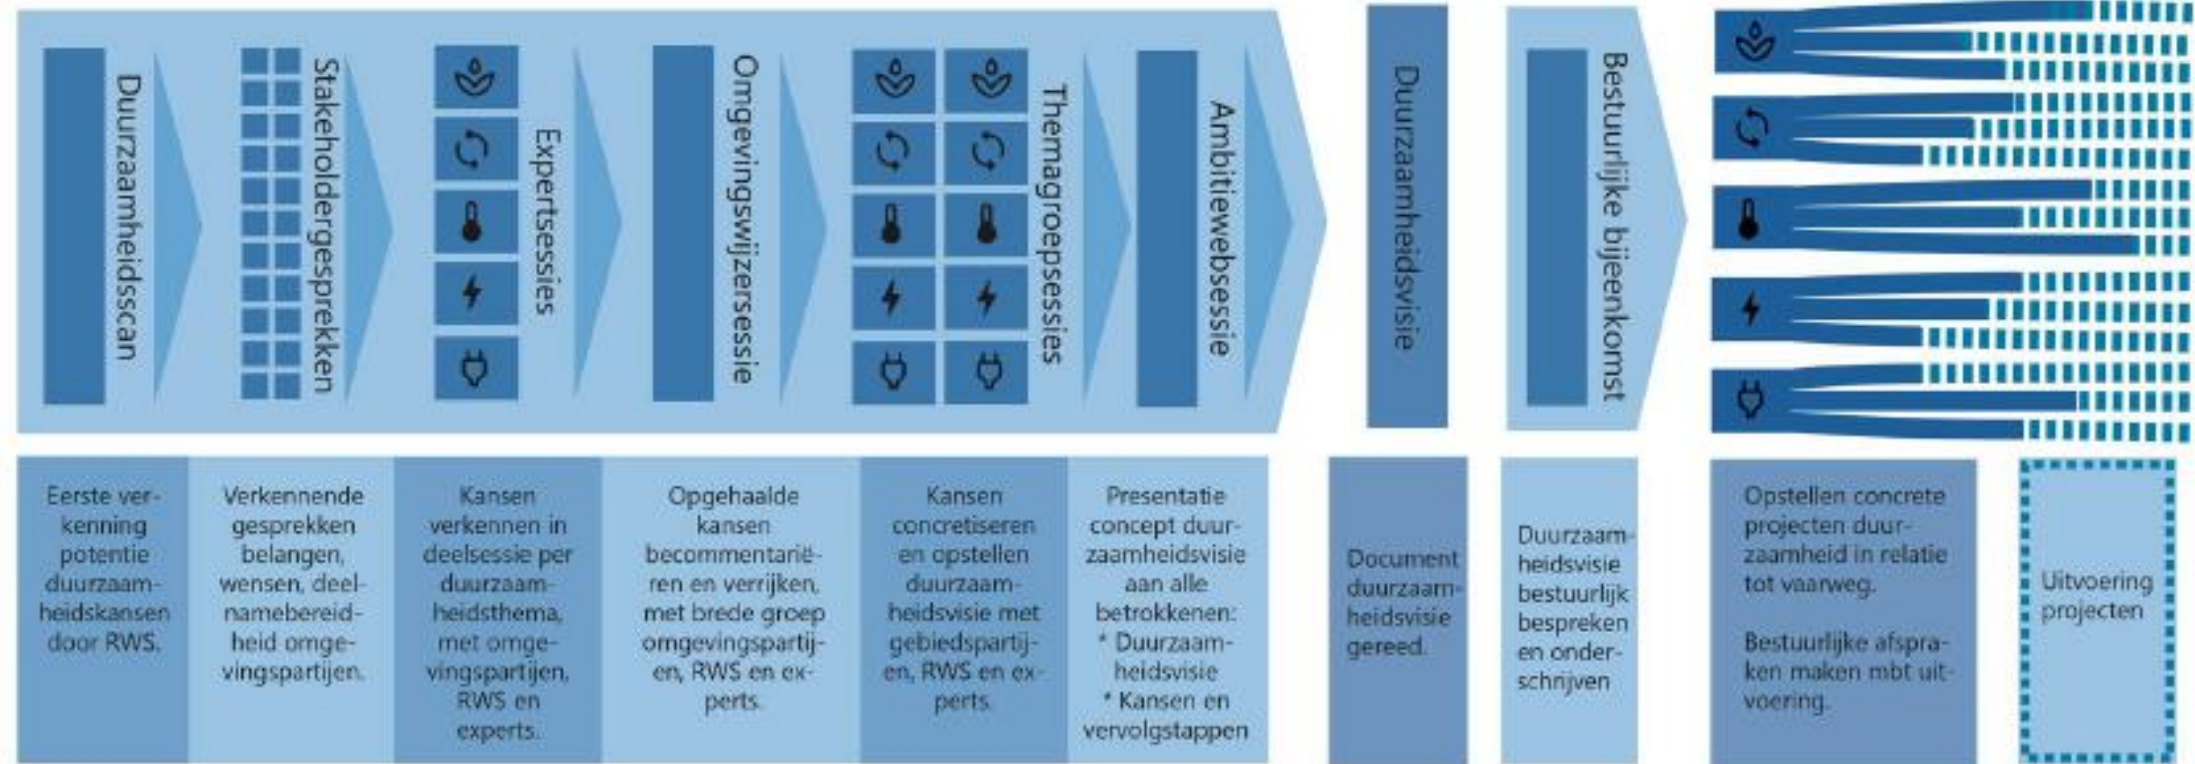 Duurzaamheidsscan
Stakeholdergesprekken
Expertsessies
Omgevingswijzersessie
Themagroepsessies
Ambitiewebsessie
Duurzaamheidsvisie
Bestuurlijke bijeenkomst
Eerste ver-
kenning
potentie
duurzaam-
heidskansen
door RWS.
Verkennende
gesprekken
belangen,
wensen, deel-
namebereid-
heid omge-
vingspartijen.
Kansen
verkennen in
deelsessie per
duurzaam-
heidsthema,
met omge-
vingspartijen,
RWS en
experts.
Opgehaalde
kansen
becommentarië-
ren en verrijken,
met brede groep
omgevingspartij-
en, RWS en ex-
perts.
Kansen
concretiseren
en opstellen
duurzaam-
heidsvisie met
gebiedspartij-
en, RWS en ex-
perts.
Presentatie
concept duur-
zaamheidsvisie
aan alle
betrokkenen:
* Duurzaam-
heidsvisie
* Kansen en
vervolgstappen
Document
duurzaam-
heidsvisie
gereed.
Duurzaam-
heidsvisie
bestuurlijk
bespreken
en onder-
schrijven
Opstellen concrete
projecten duur-
zaamheid in relatie
tot vaarweg.
Bestuurlijke afspra-
ken maken mbt uit-
voering.
Uitvoering
projecten